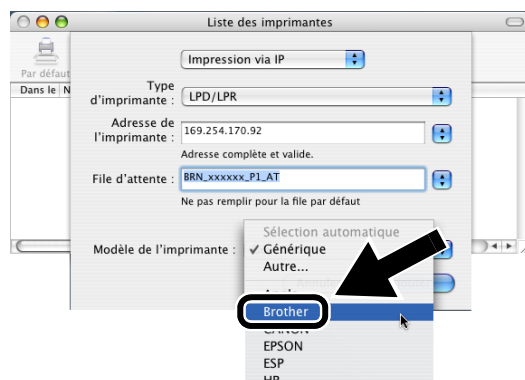 Liste des imprimantes
Par défaut
Dans le N
Impression via IP
Type d'imprimante :
LPD/LPR
Adresse de l'imprimante :
169.254.170.92
Adresse complète et valide.
File d'attente :
BRN_xxxxxx_P1_AT
Ne pas remplir pour la file par défaut
Modèle de l'imprimante :
Sélection automatique
✓ Générique
Autre...
Brother
CANON
EPSON
ESP
HP